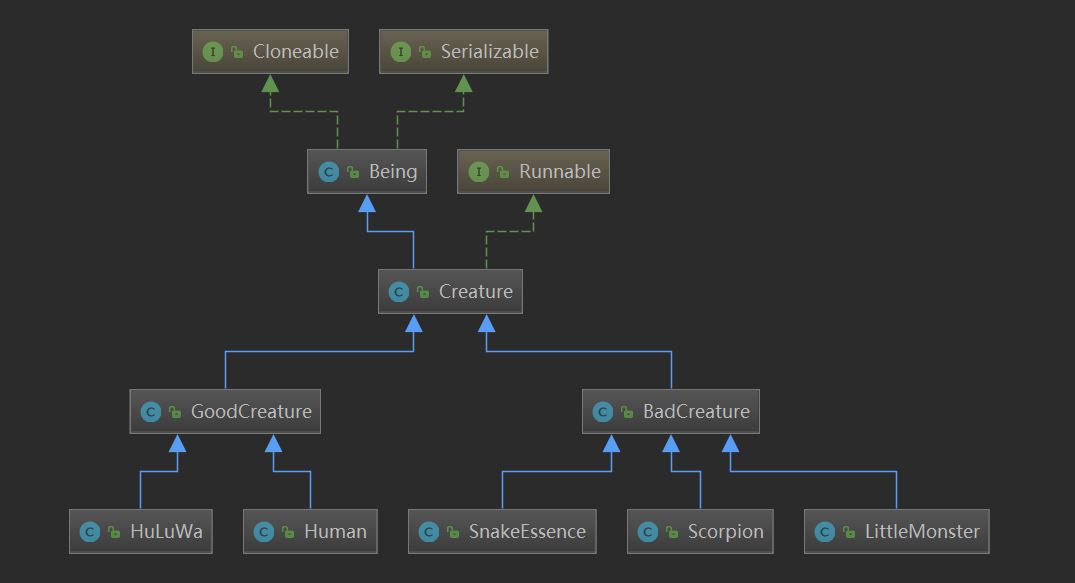 I Cloneable
I Serializable
C Being
I Runnable
C Creature
C GoodCreature
C BadCreature
C HuLuWa
C Human
C SnakeEssence
C Scorpion
C LittleMonster